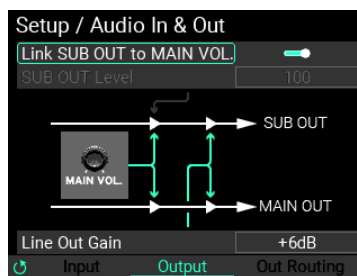 Setup / Audio In & Out
Link SUB OUT to MAIN VOL.
SUB OUT Level 100
SUB OUT
MAIN VOL.
MAIN OUT
Line Out Gain +6dB
Input Output Out Routing